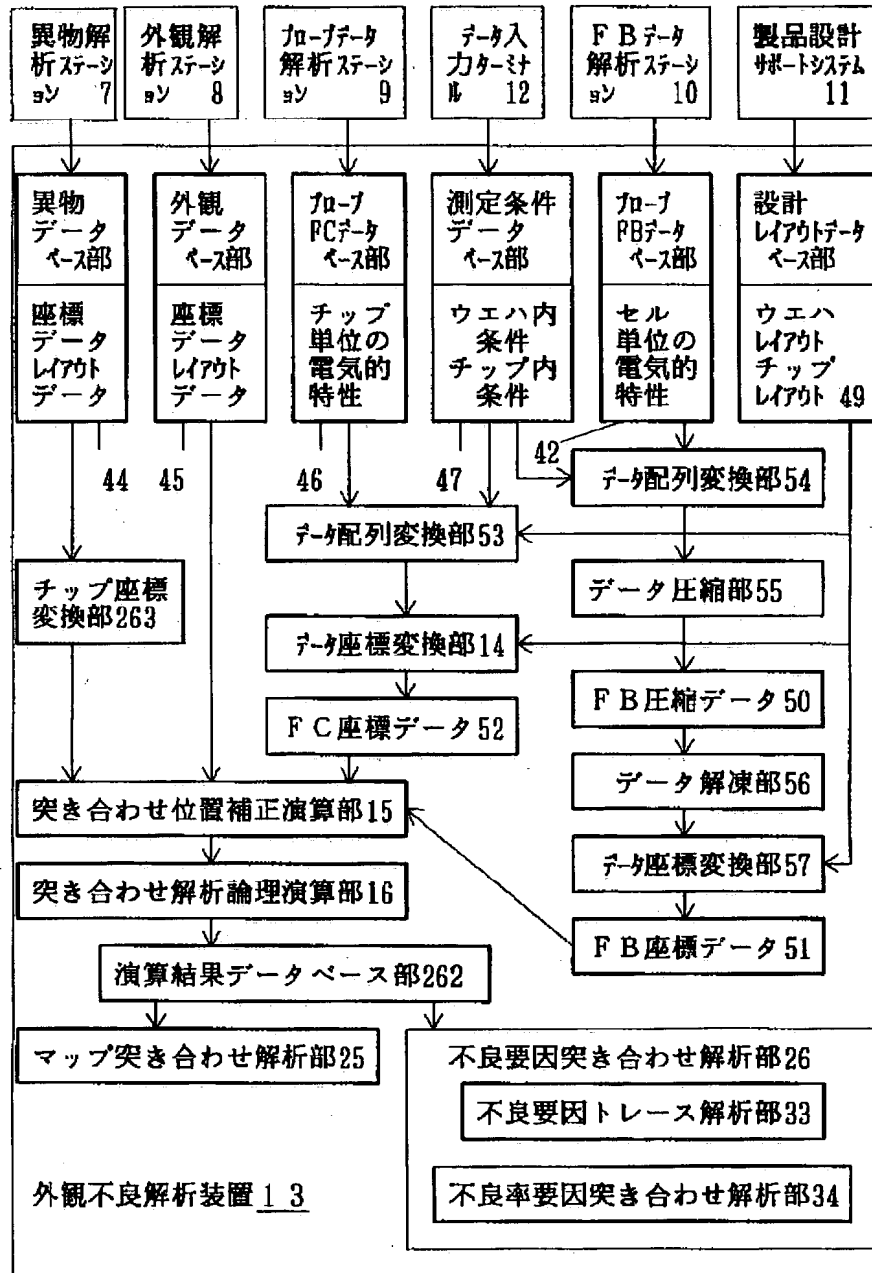 異物解
析ステーシ
ョン 7
外観解
析ステーシ
ョン 8
プローブデータ
解析ステーシ
ョン 9
データ入
力ターミナ
ル 12
FBデータ
解析ステーシ
ョン 10
製品設計
サポートシステム
11
異物
データ
ベース部
外観
データ
ベース部
プローブ
FCデータ
ベース部
測定条件
データ
ベース部
プローブ
FBデータ
ベース部
設計
レイアウトデータ
ベース部
座標
データ
レイアウト
データ
座標
データ
レイアウト
データ
チップ
単位の
電気的
特性
ウエハ内
条件
チップ内
条件
セル
単位の
電気的
特性
ウエハ
レイアウト
チップ
レイアウト 49
44
45
46
47
42
データ配列変換部54
データ配列変換部53
チップ座標
変換部263
データ圧縮部55
データ座標変換部14
FC座標データ52
FB圧縮データ50
データ解凍部56
突き合わせ位置補正演算部15
データ座標変換部57
突き合わせ解析論理演算部16
FB座標データ51
演算結果データベース部262
マップ突き合わせ解析部25
不良要因突き合わせ解析部26
不良要因トレース解析部33
不良率要因突き合わせ解析部34
外観不良解析装置13